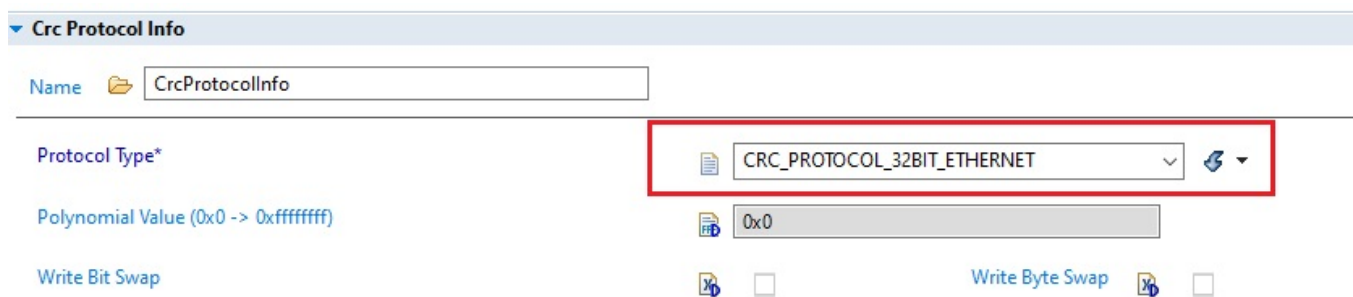 Crc Protocol Info
Name CrcProtocolInfo
Protocol Type* CRC_PROTOCOL_32BIT_ETHERNET
Polynomial Value (0x0 -> 0xffffffff) 0x0
Write Bit Swap Write Byte Swap